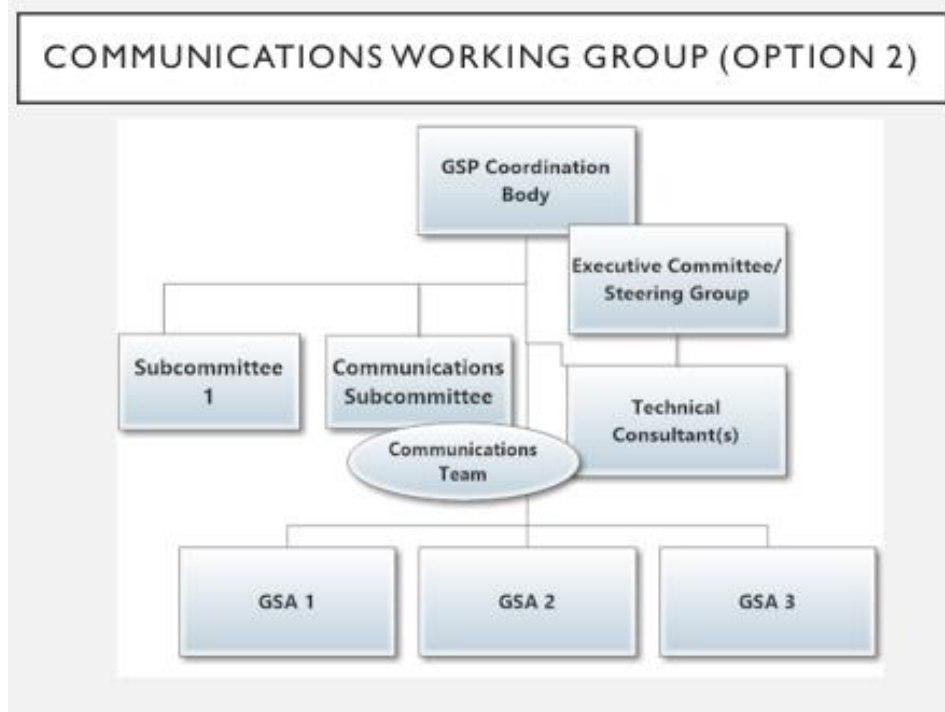 COMMUNICATIONS WORKING GROUP (OPTION 2)
GSP Coordination
Body
Executive Committee/
Steering Group
Subcommittee
1
Communications
Subcommittee
Technical
Consultant(s)
Communications
Team
GSA 1
GSA 2
GSA 3